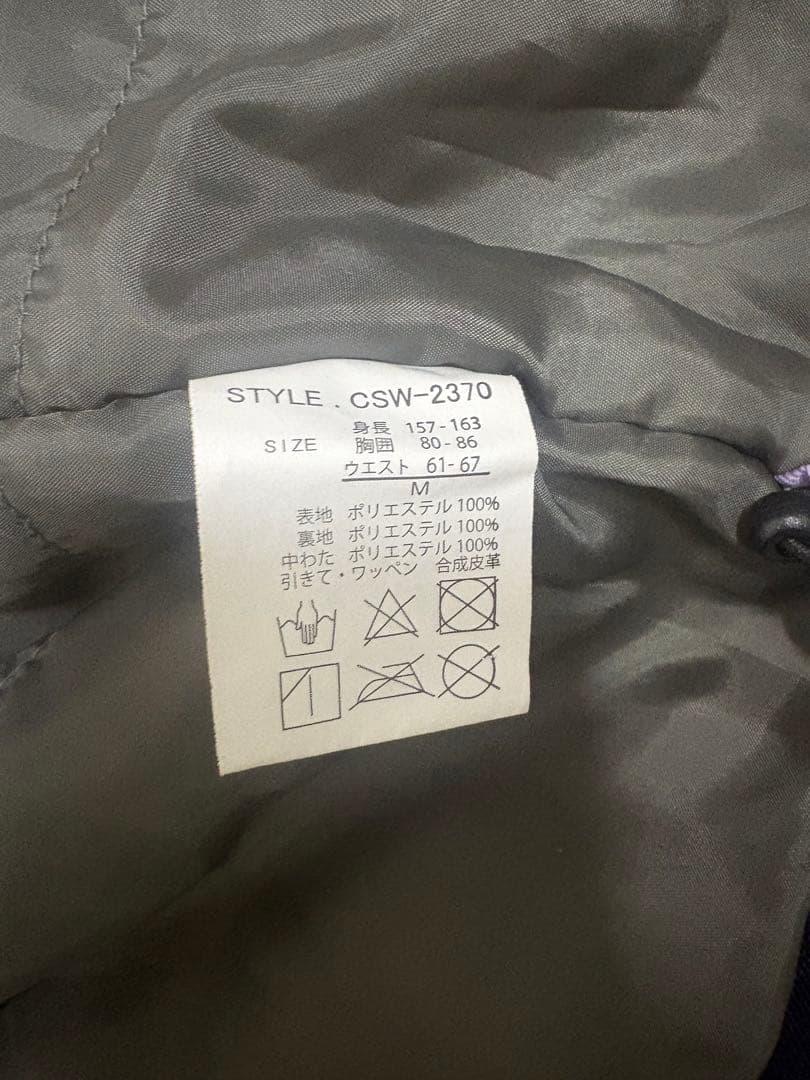 STYLE . CSW-2370
身長 157-163
SIZE 胸囲 80-86
ウエスト 61-67
M
表地 ポリエステル 100%
裏地 ポリエステル 100%
中わた ポリエステル 100%
引きて・ワッペン 合成皮革